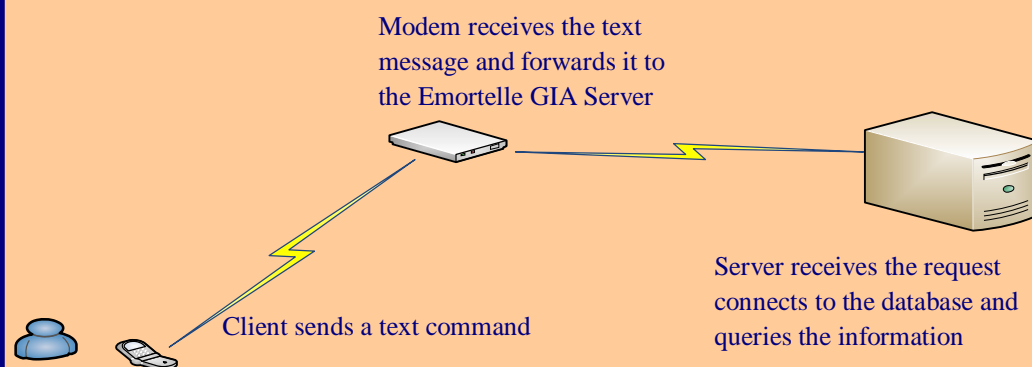 Modem receives the text
message and forwards it to
the Emortelle GIA Server
Server receives the request
connects to the database and
queries the information
Client sends a text command